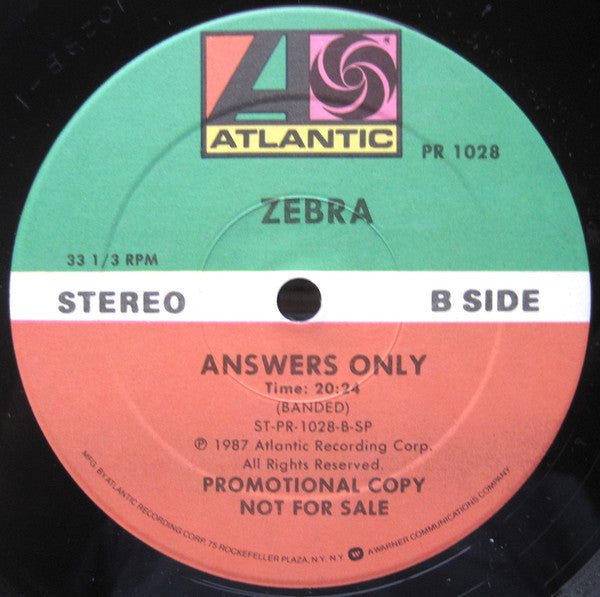 ATLANTIC
PR 1028
ZEBRA
33 1/3 RPM
STEREO
B SIDE
ANSWERS ONLY
Time: 20:24
(BANDED)
ST-PR-1028-B-SP
℗ 1987 Atlantic Recording Corp.
All Rights Reserved.
PROMOTIONAL COPY
NOT FOR SALE
MFG. BY ATLANTIC RECORDING CORP. 75 ROCKEFELLER PLAZA, N.Y. N.Y. A WARNER COMMUNICATIONS COMPANY